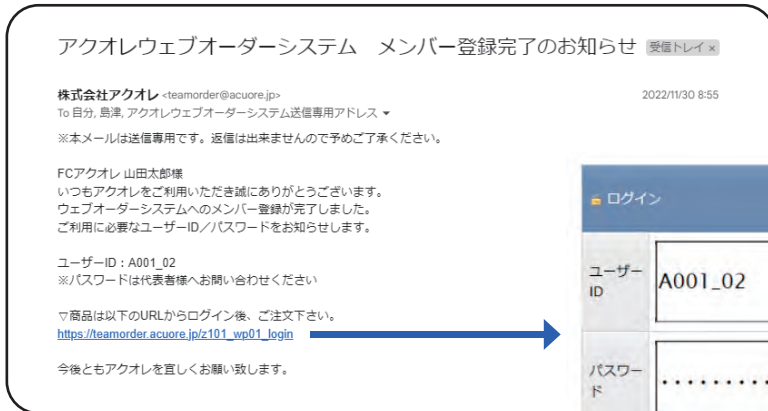 アクオレウェブオーダーシステム　メンバー登録完了のお知らせ 受信トレイ ×
株式会社アクオレ <teamorder@acuore.jp> 2022/11/30 8:55
To 自分, 島津, アクオレウェブオーダーシステム送信専用アドレス ▼
※本メールは送信専用です。返信は出来ませんので予めご了承ください。
FCアクオレ 山田太郎様
いつもアクオレをご利用いただき誠にありがとうございます。
ウェブオーダーシステムへのメンバー登録が完了しました。
ご利用に必要なユーザーID／パスワードをお知らせします。
ユーザーID：A001_02
※パスワードは代表者様へお問い合わせください
▽商品は以下のURLからログイン後、ご注文下さい。
https://teamorder.acuore.jp/z101_wp01_login
今後ともアクオレを宜しくお願い致します。
ログイン
ユーザー
ID
A001_02
パスワー
ド
.........